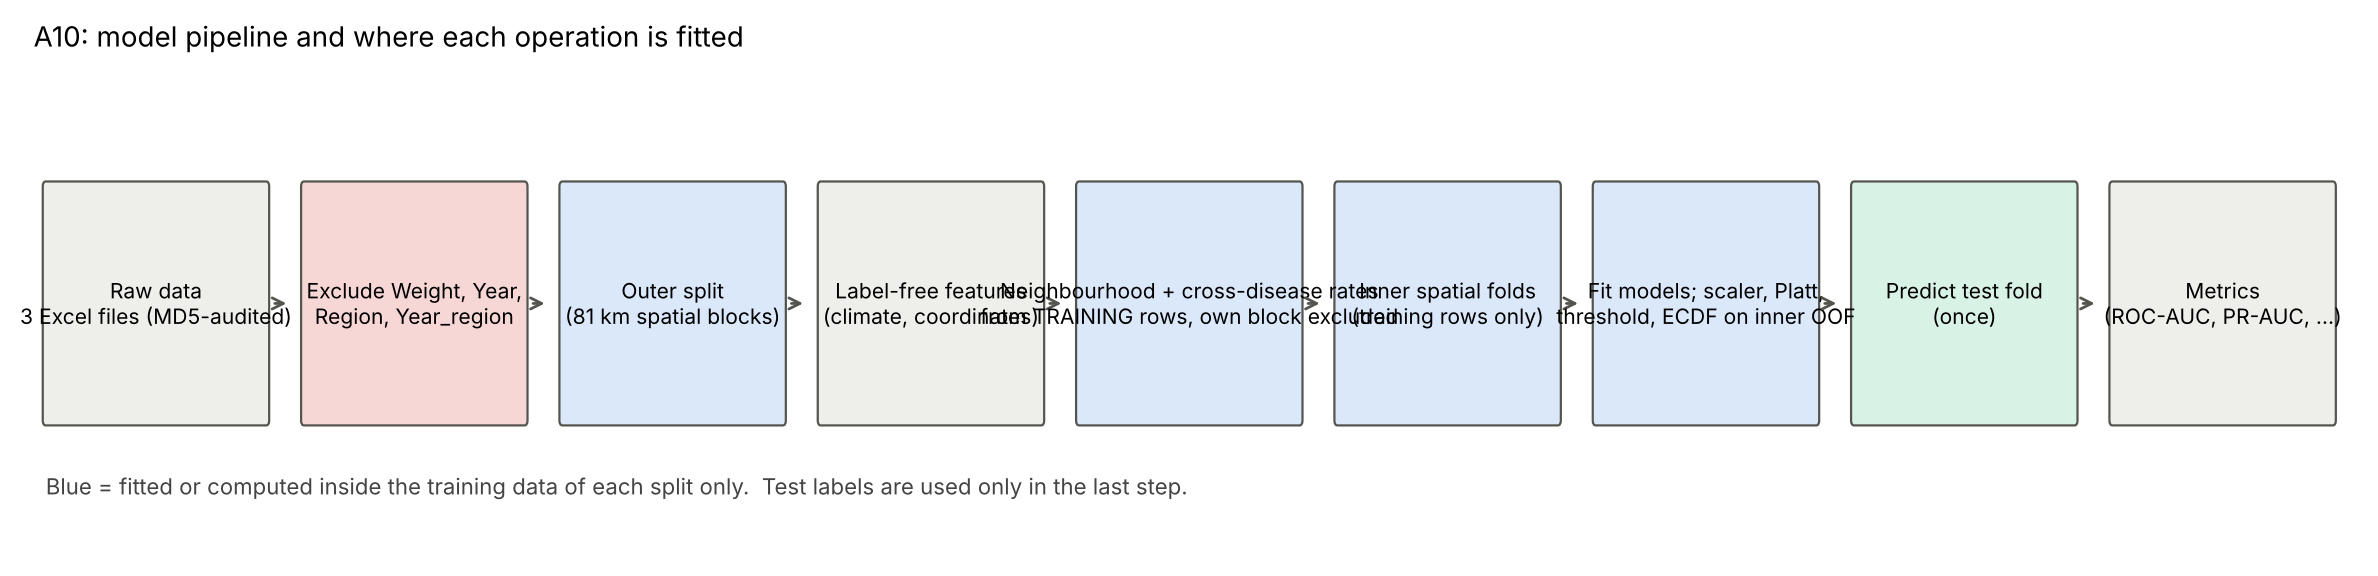 A10: model pipeline and where each operation is fitted
Raw data
3 Excel files (MD5-audited)
Exclude Weight, Year,
Region, Year_region
Outer split
(81 km spatial blocks)
Label-free features
(climate, coordinates)
Neighbourhood + cross-disease rates
from TRAINING rows, own block excluded
Inner spatial folds
(training rows only)
Fit models; scaler, Platt,
threshold, ECDF on inner OOF
Predict test fold
(once)
Metrics
(ROC-AUC, PR-AUC, ...)
Blue = fitted or computed inside the training data of each split only.  Test labels are used only in the last step.